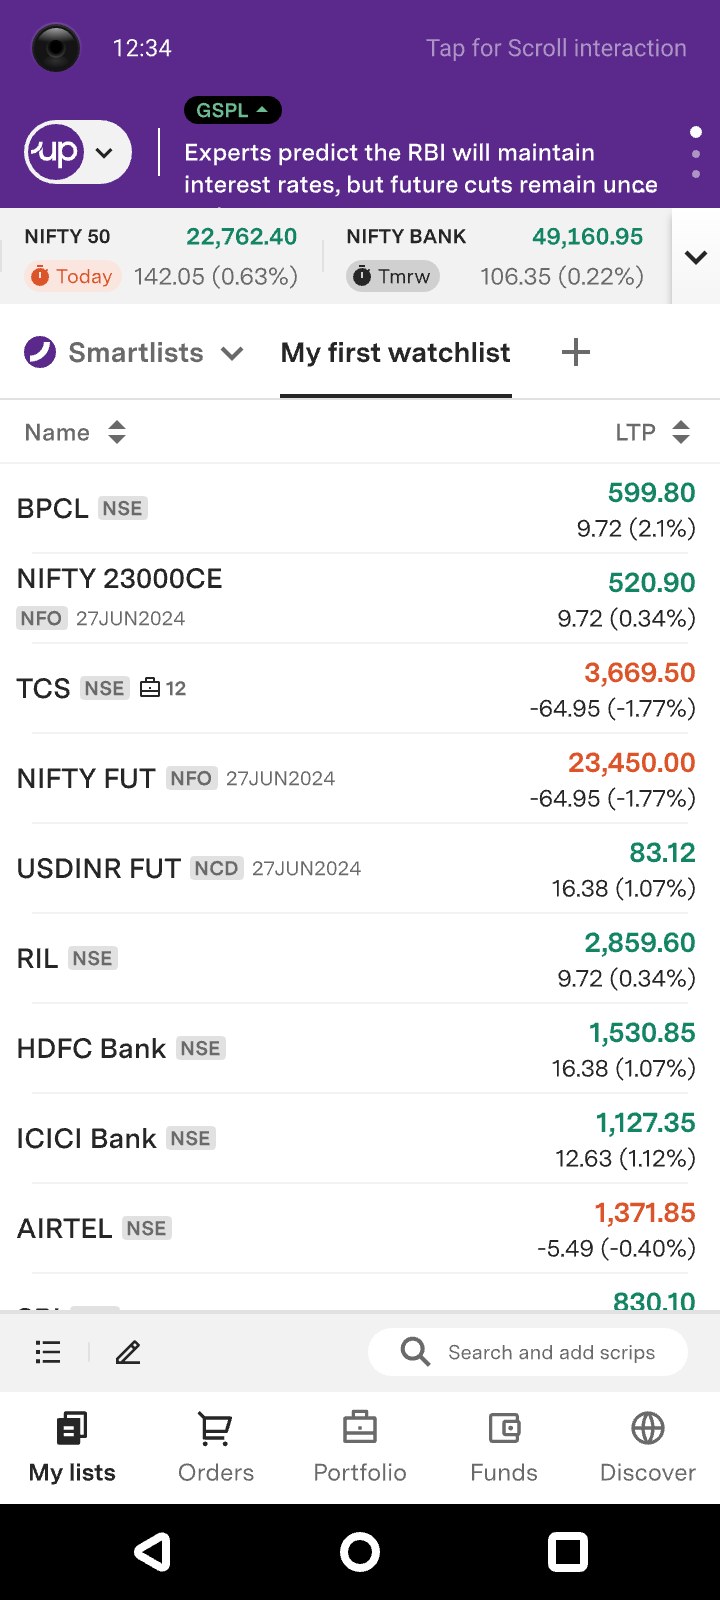 12:34
Tap for Scroll interaction
GSPL
up
Experts predict the RBI will maintain
interest rates, but future cuts remain unce
NIFTY 50 22,762.40
Today 142.05 (0.63%)
NIFTY BANK 49,160.95
Tmrw 106.35 (0.22%)
Smartlists
My first watchlist
Name
LTP
BPCL NSE
599.80
9.72 (2.1%)
NIFTY 23000CE
NFO 27JUN2024
520.90
9.72 (0.34%)
TCS NSE 12
3,669.50
-64.95 (-1.77%)
NIFTY FUT NFO 27JUN2024
23,450.00
-64.95 (-1.77%)
USDINR FUT NCD 27JUN2024
83.12
16.38 (1.07%)
RIL NSE
2,859.60
9.72 (0.34%)
HDFC Bank NSE
1,530.85
16.38 (1.07%)
ICICI Bank NSE
1,127.35
12.63 (1.12%)
AIRTEL NSE
1,371.85
-5.49 (-0.40%)
830.10
Search and add scrips
My lists
Orders
Portfolio
Funds
Discover